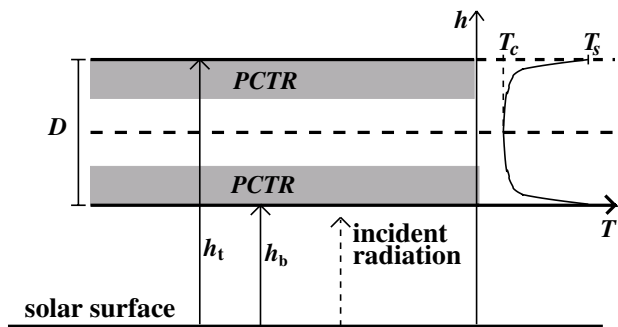 h
T_c
T_s
PCTR
D
PCTR
T
h_t
h_b
incident
radiation
solar surface